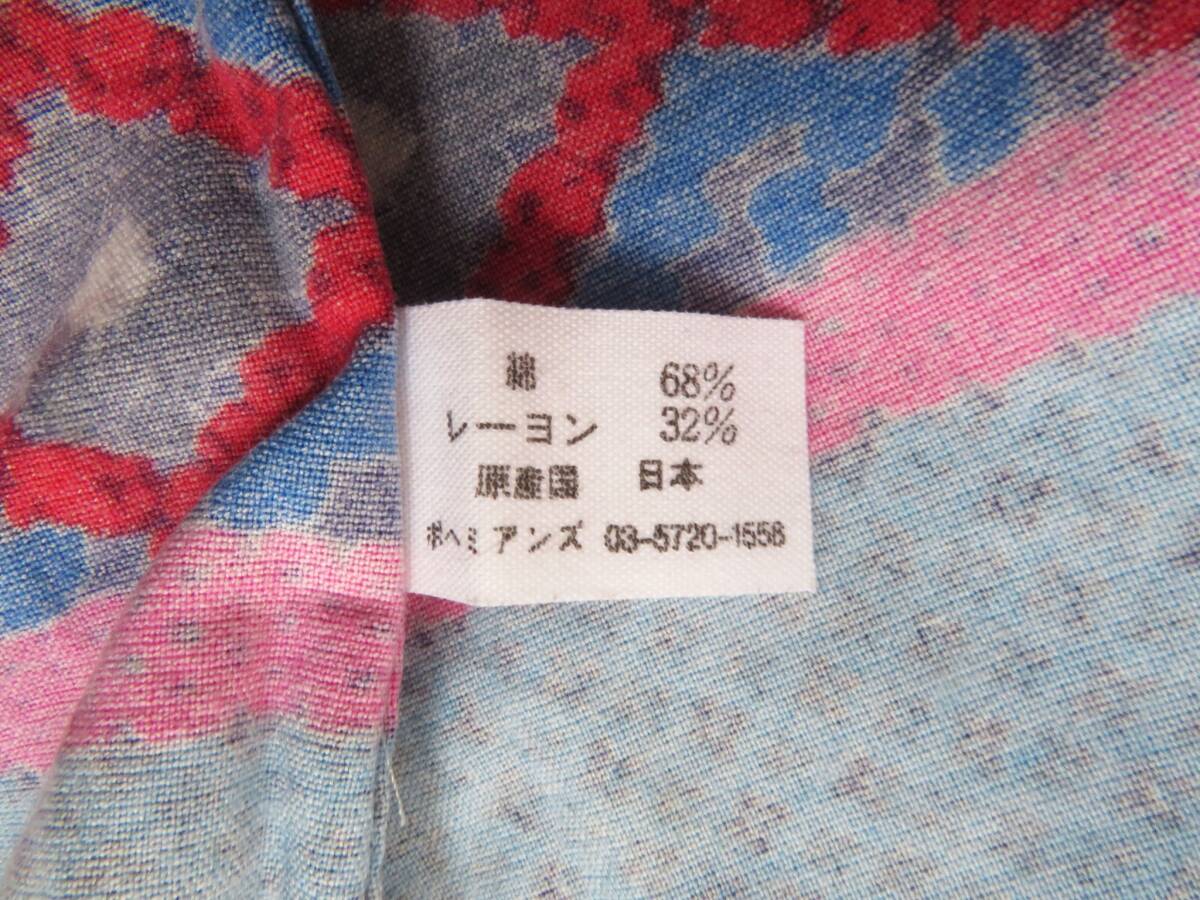 綿 68%
レーヨン 32%
原産国 日本
ボヘミアンズ 03-5720-1558